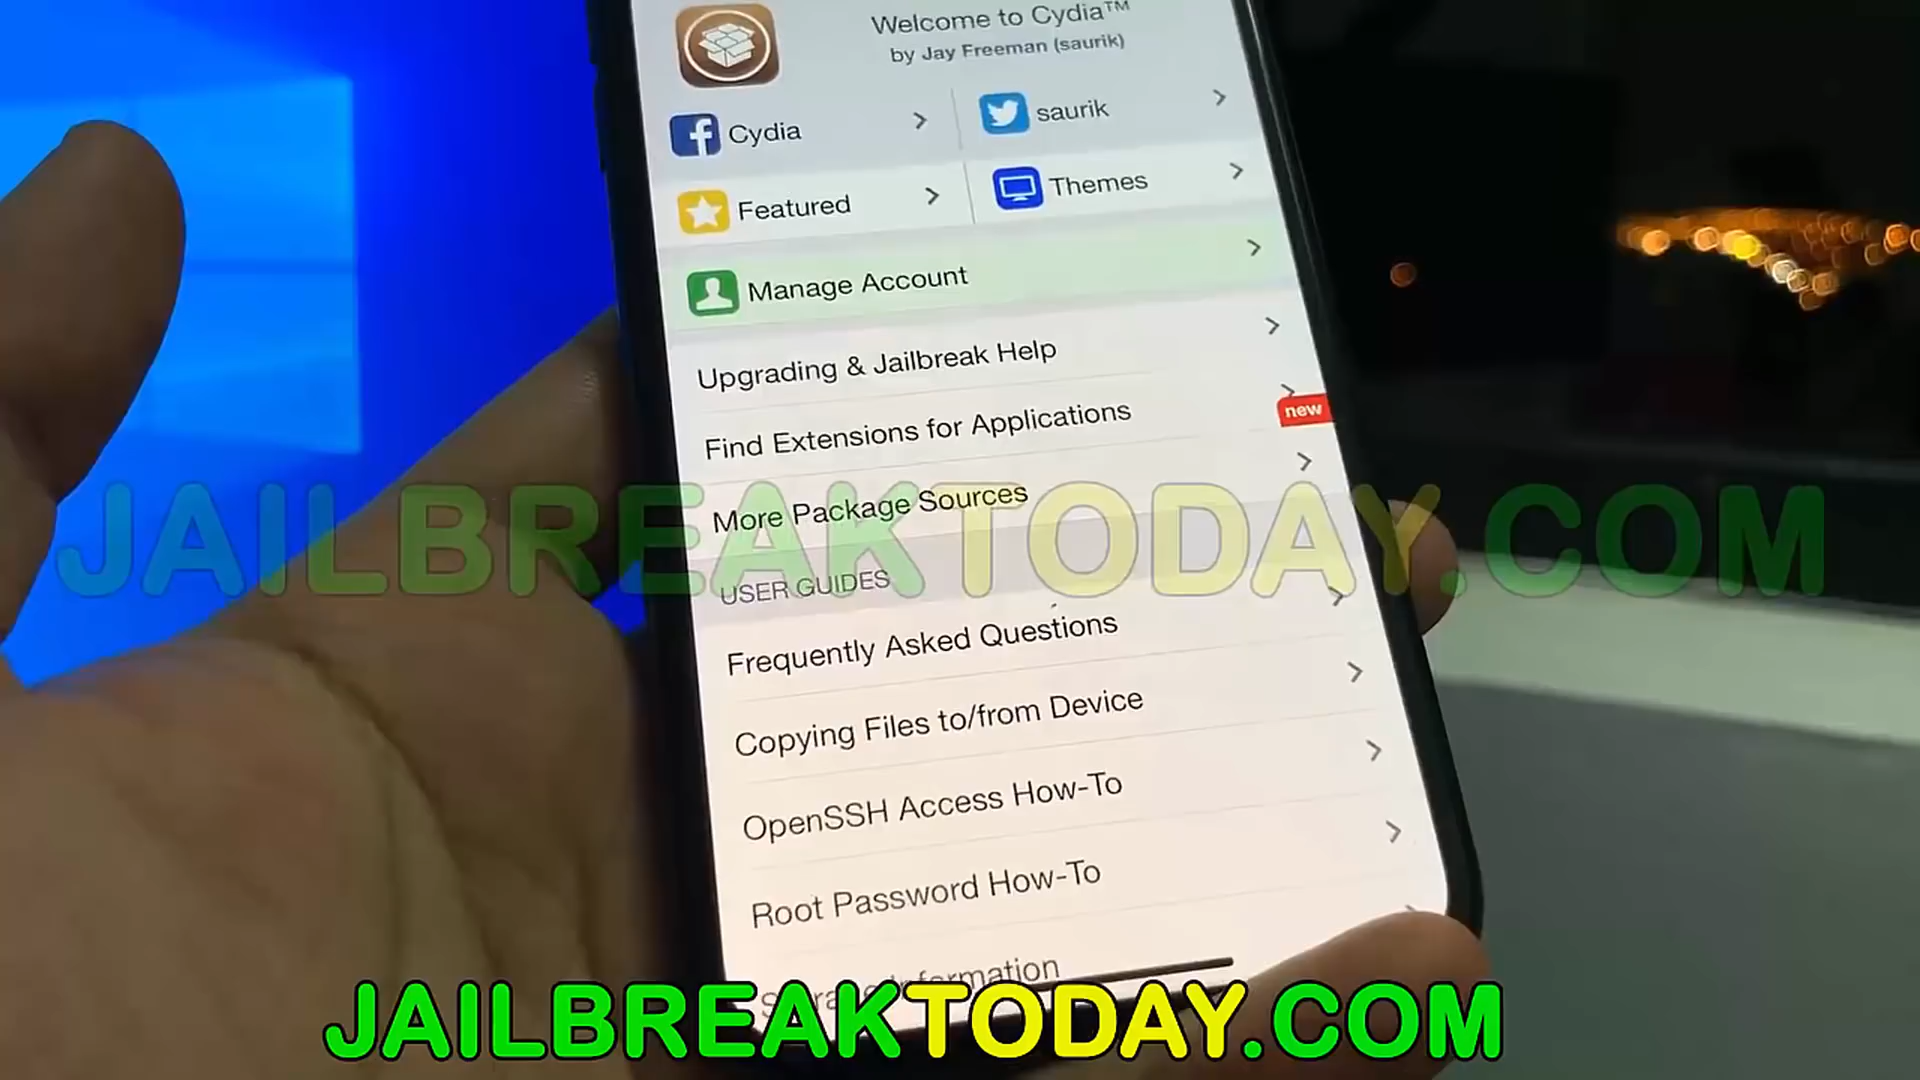 Welcome to Cydia™
by Jay Freeman (saurik)
Cydia
saurik
Featured
Themes
Manage Account
Upgrading & Jailbreak Help
Find Extensions for Applications
new
More Package Sources
JAILBREAKTODAY.COM
USER GUIDES
Frequently Asked Questions
Copying Files to/from Device
OpenSSH Access How-To
Root Password How-To
Storage Information
JAILBREAKTODAY.COM